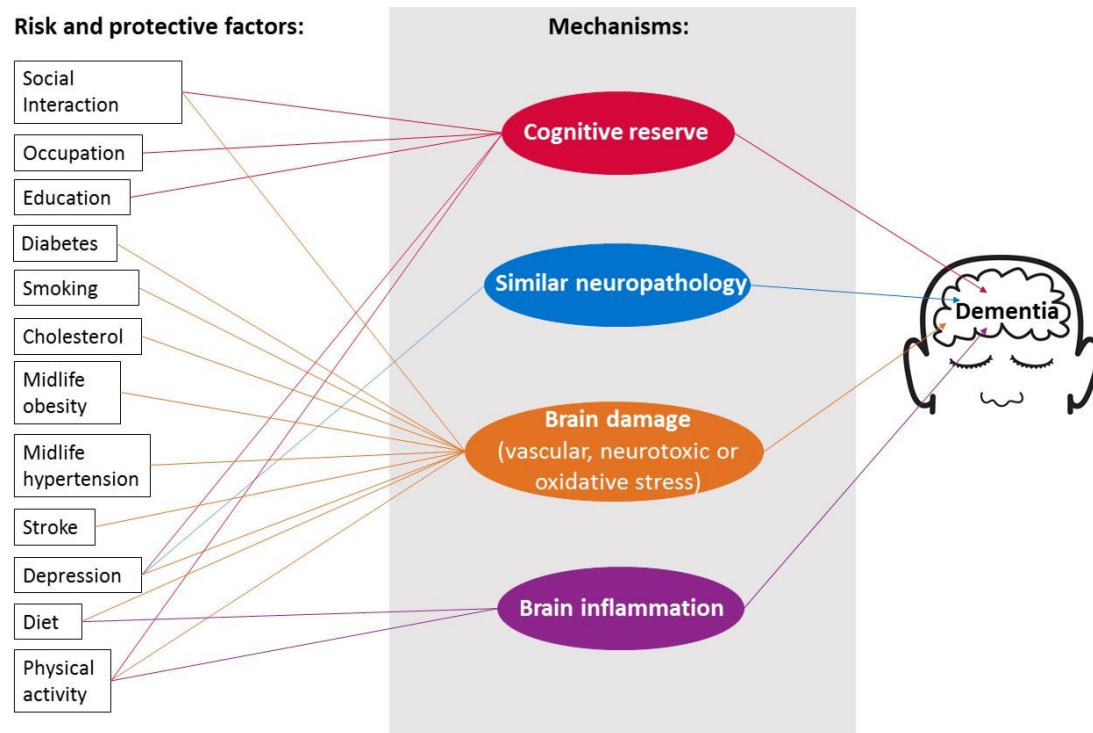 Risk and protective factors:
Mechanisms:
Social
Interaction
Occupation
Education
Diabetes
Smoking
Cholesterol
Midlife
obesity
Midlife
hypertension
Stroke
Depression
Diet
Physical
activity
Cognitive reserve
Similar neuropathology
Brain damage
(vascular, neurotoxic or
oxidative stress)
Brain inflammation
Dementia